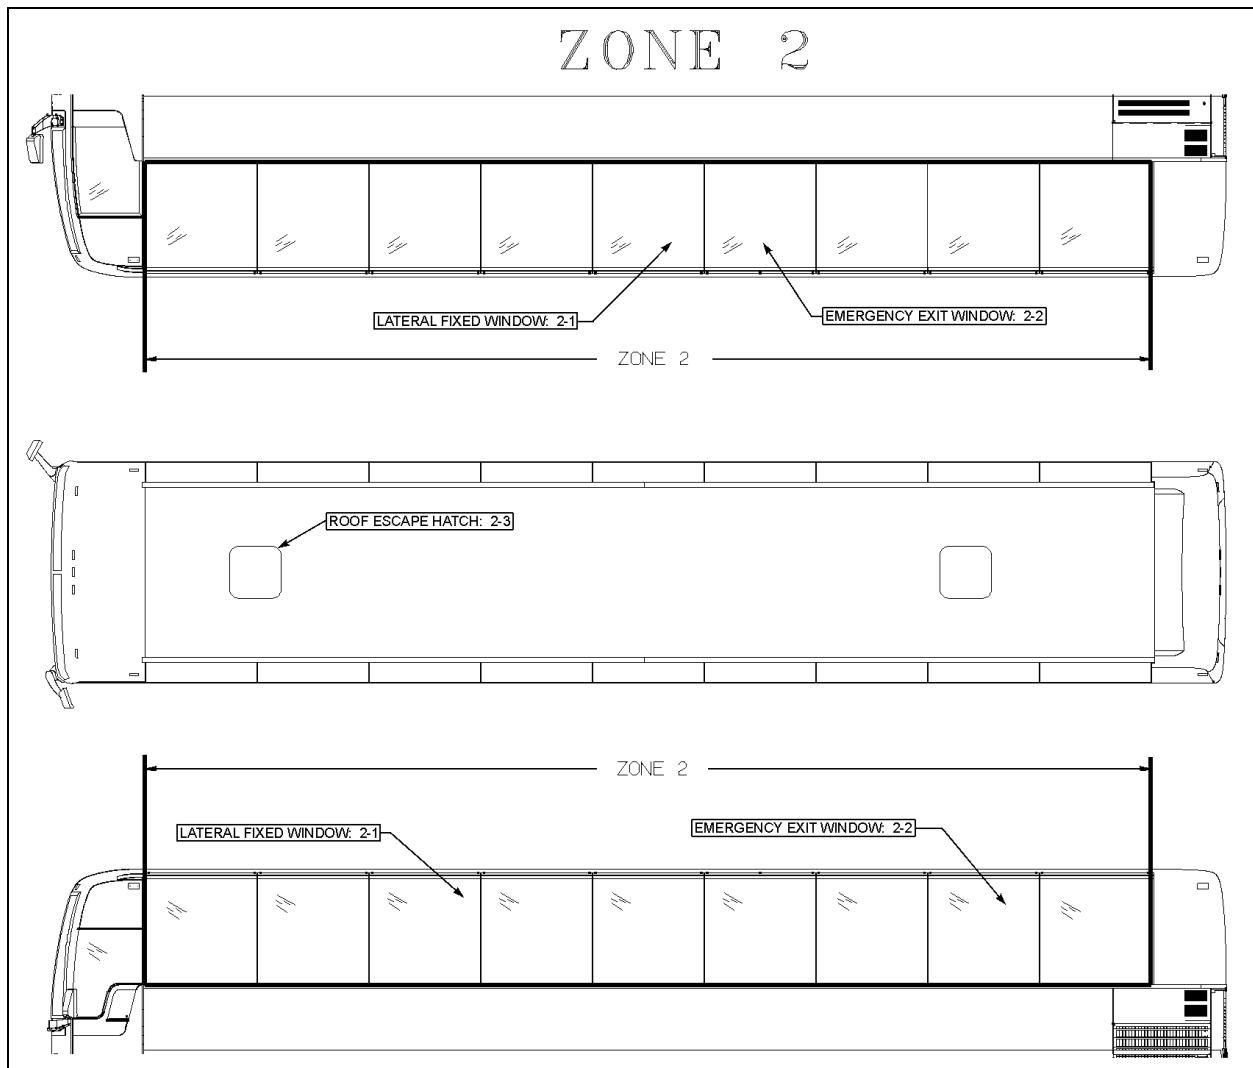 ZONE 2
LATERAL FIXED WINDOW: 2-1
EMERGENCY EXIT WINDOW: 2-2
ZONE 2
ROOF ESCAPE HATCH: 2-3
ZONE 2
LATERAL FIXED WINDOW: 2-1
EMERGENCY EXIT WINDOW: 2-2